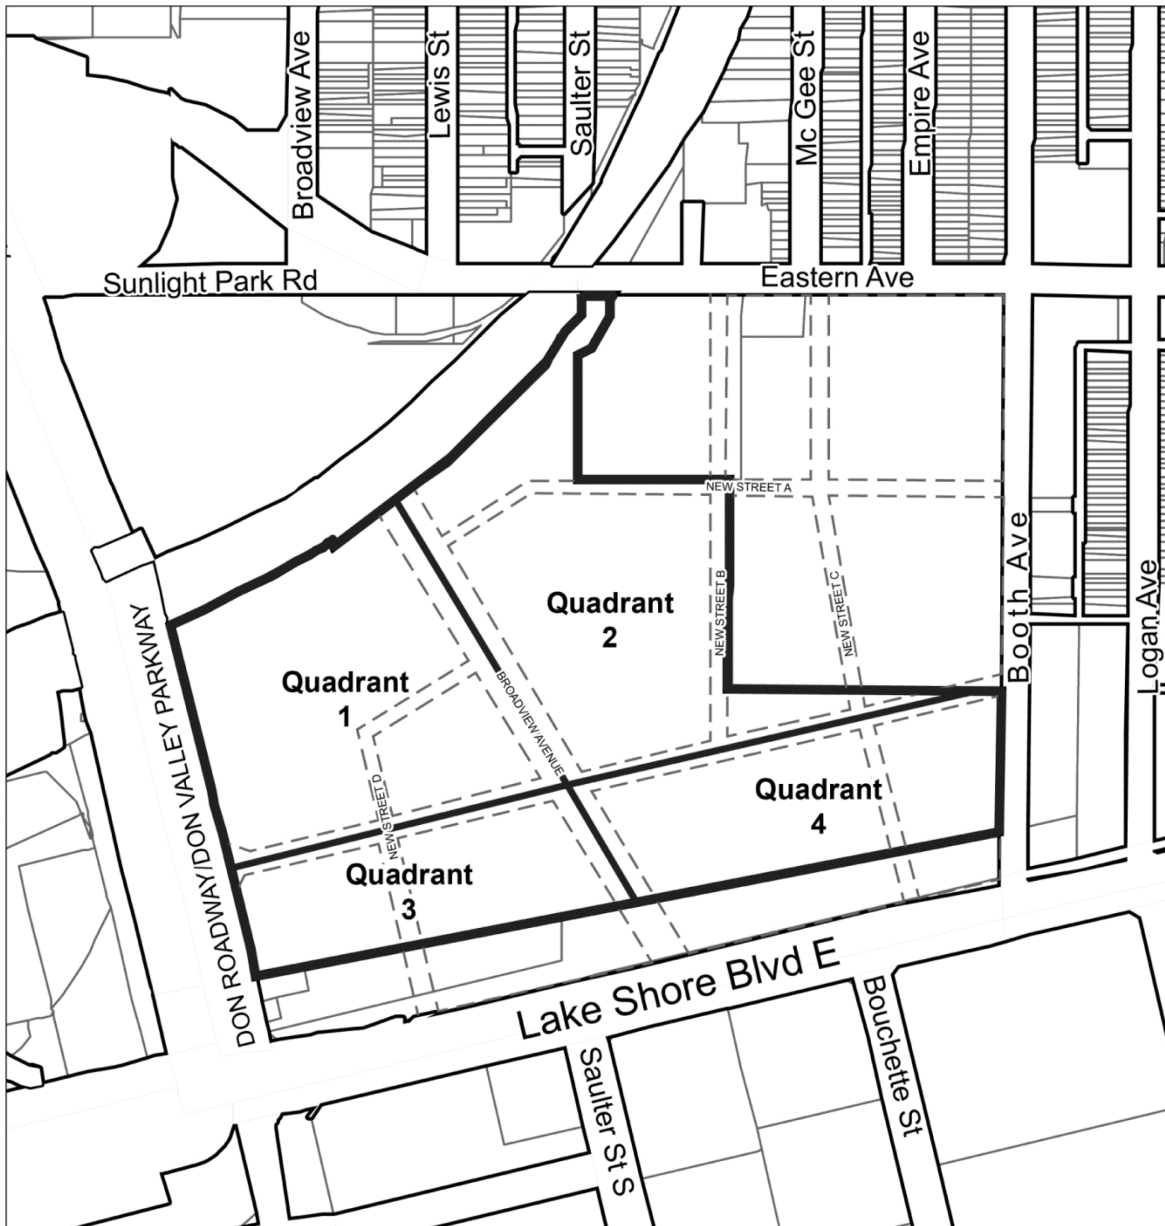 Broadview Ave
Lewis St
Saulter St
Mc Gee St
Empire Ave
Sunlight Park Rd
Eastern Ave
NEW STREET A
Booth Ave
Logan Ave
NEW STREET B
NEW STREET C
Quadrant
2
Quadrant
1
BROADVIEW AVENUE
DON ROADWAY/DON VALLEY PARKWAY
NEW STREET D
Quadrant
4
Quadrant
3
Lake Shore Blvd E
Saulter St S
Bouchette St